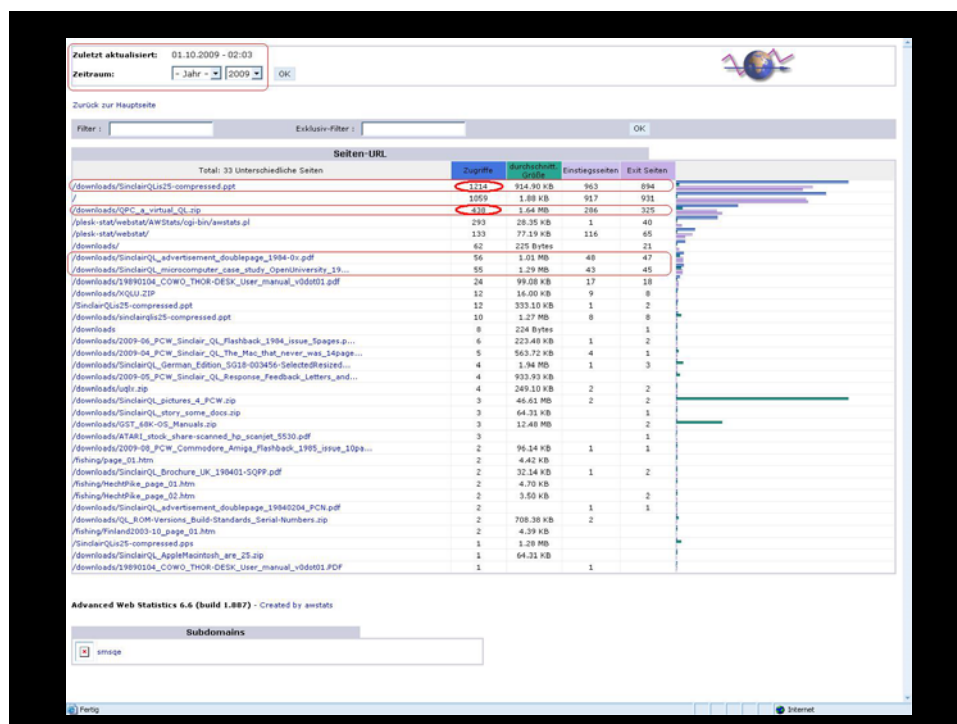 Zuletzt aktualisiert: 01.10.2009 - 02:03
Zeitraum: - Jahr - 2009 OK
Zurück zur Hauptseite
Filter : Exklusiv-Filter : OK
Seiten-URL
Total: 33 Unterschiedliche Seiten Zugriffe durchschnitt. Größe Einstiegsseiten Exit Seiten
/downloads/SinclairQLis25-compressed.ppt 1214 914.90 KB 963 894
/ 1059 1.88 KB 917 931
/downloads/QPC_a_virtual_QL.zip 438 1.64 MB 286 325
/plesk-stat/webstat/AWStats/cgi-bin/awstats.pl 293 28.35 KB 1 40
/plesk-stat/webstat/ 133 77.19 KB 116 65
/downloads/ 62 225 Bytes 21
/downloads/SinclairQL_advertisement_doublepage_1984-0x.pdf 56 1.01 MB 48 47
/downloads/SinclairQL_microcomputer_case_study_OpenUniversity_19... 55 1.29 MB 43 45
/downloads/19890104_COWO_THOR-DESK_User_manual_v0dot01.pdf 24 99.08 KB 17 18
/downloads/XQLU.ZIP 12 16.00 KB 9 8
/SinclairQLis25-compressed.ppt 12 333.10 KB 1 2
/downloads/sinclairqlis25-compressed.ppt 10 1.27 MB 8 8
/downloads 8 224 Bytes 1
/downloads/2009-06_PCW_Sinclair_QL_Flashback_1984_issue_5pages.p... 6 223.48 KB 1 2
/downloads/2009-04_PCW_Sinclair_QL_The_Mac_that_never_was_14page... 5 563.72 KB 4 1
/downloads/SinclairQL_German_Edition_SG18-003456-SelectedResized... 4 1.94 MB 1 3
/downloads/2009-05_PCW_Sinclair_QL_Response_Feedback_Letters_and... 4 933.93 KB
/downloads/uqlx.zip 4 249.10 KB 2 2
/downloads/SinclairQL_pictures_4_PCW.zip 3 46.61 MB 2 2
/downloads/SinclairQL_story_some_docs.zip 3 64.31 KB 1
/downloads/GST_68K-OS_Manuals.zip 3 12.48 MB 2
/downloads/ATARI_stock_share-scanned_hp_scanjet_5530.pdf 3 1
/downloads/2009-08_PCW_Commodore_Amiga_Flashback_1985_issue_10pa... 2 96.14 KB 1 1
/fishing/page_01.htm 2 4.42 KB
/downloads/SinclairQL_Brochure_UK_198401-SQPP.pdf 2 32.14 KB 1 2
/fishing/HechtPike_page_01.htm 2 4.70 KB
/fishing/HechtPike_page_02.htm 2 3.50 KB 2
/downloads/SinclairQL_advertisement_doublepage_19840204_PCN.pdf 2 1 1
/downloads/QL_ROM-Versions_Build-Standards_Serial-Numbers.zip 2 708.38 KB 2
/fishing/Finland2003-10_page_01.htm 2 4.39 KB
/SinclairQLis25-compressed.pps 1 1.28 MB
/downloads/SinclairQL_AppleMacintosh_are_25.zip 1 64.31 KB
/downloads/19890104_COWO_THOR-DESK_User_manual_v0dot01.PDF 1 1
Advanced Web Statistics 6.6 (build 1.887) - Created by awstats
Subdomains
smsqe
Fertig Internet